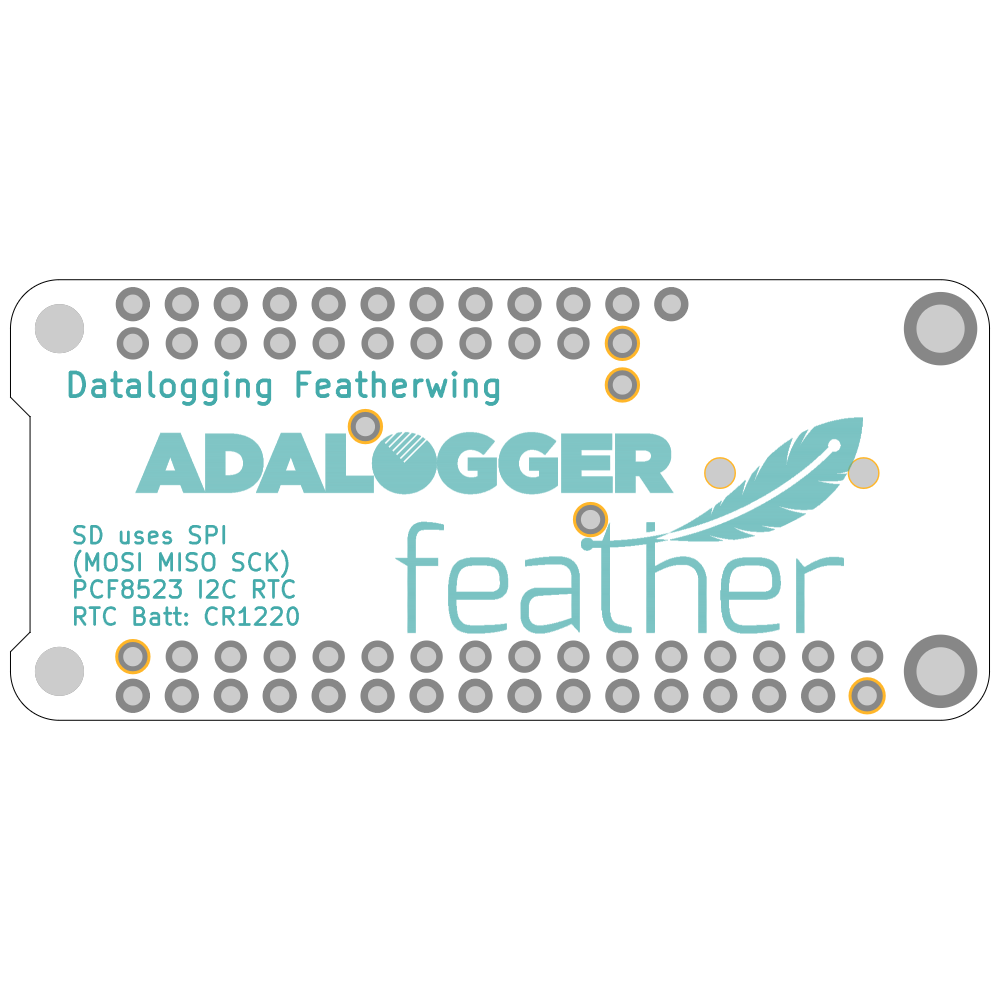 Datalogging Featherwing
ADALOGGER
feather
SD uses SPI
(MOSI MISO SCK)
PCF8523 I2C RTC
RTC Batt: CR1220